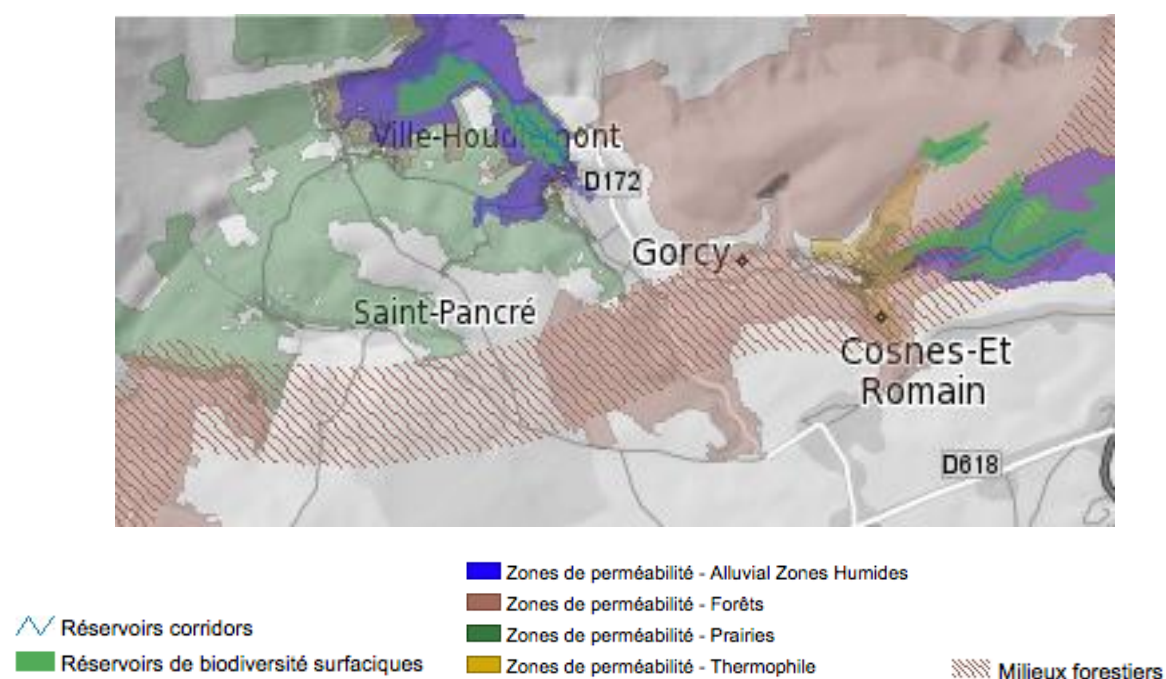 Ville-Houdlémont
D172
Gorcy
Saint-Pancré
Cosnes-Et
Romain
D618
Zones de perméabilité - Alluvial Zones Humides
Zones de perméabilité - Forêts
Réservoirs corridors
Zones de perméabilité - Prairies
Réservoirs de biodiversité surfaciques
Zones de perméabilité - Thermophile
Milieux forestiers